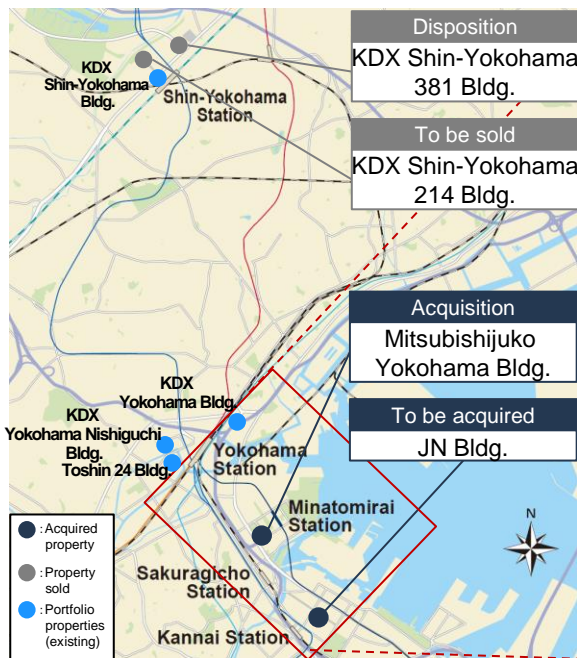 Disposition
KDX Shin-Yokohama
381 Bldg.
To be sold
KDX Shin-Yokohama
214 Bldg.
KDX
Shin-Yokohama
Bldg.
Shin-Yokohama
Station
Acquisition
Mitsubishijuko
Yokohama Bldg.
To be acquired
JN Bldg.
KDX
Yokohama Bldg.
KDX
Yokohama Nishiguchi
Bldg.
Toshin 24 Bldg.
Yokohama
Station
Minatomirai
Station
Sakuragicho
Station
Kannai Station
N
: Acquired
property
: Property
sold
: Portfolio
properties
(existing)